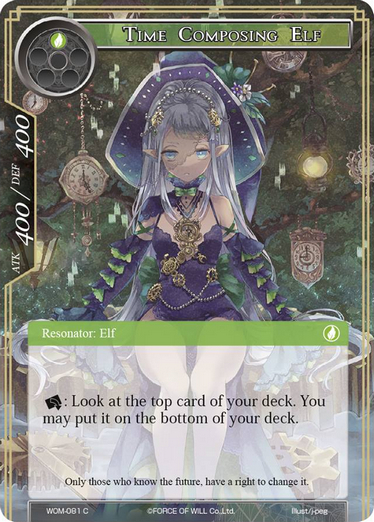 Time Composing Elf
ATK 400 / DEF 400
Resonator: Elf
: Look at the top card of your deck. You
may put it on the bottom of your deck.
Only those who know the future, have a right to change it.
WOM-081 C ©FORCE OF WILL Co.,Ltd. Illust/j-peg